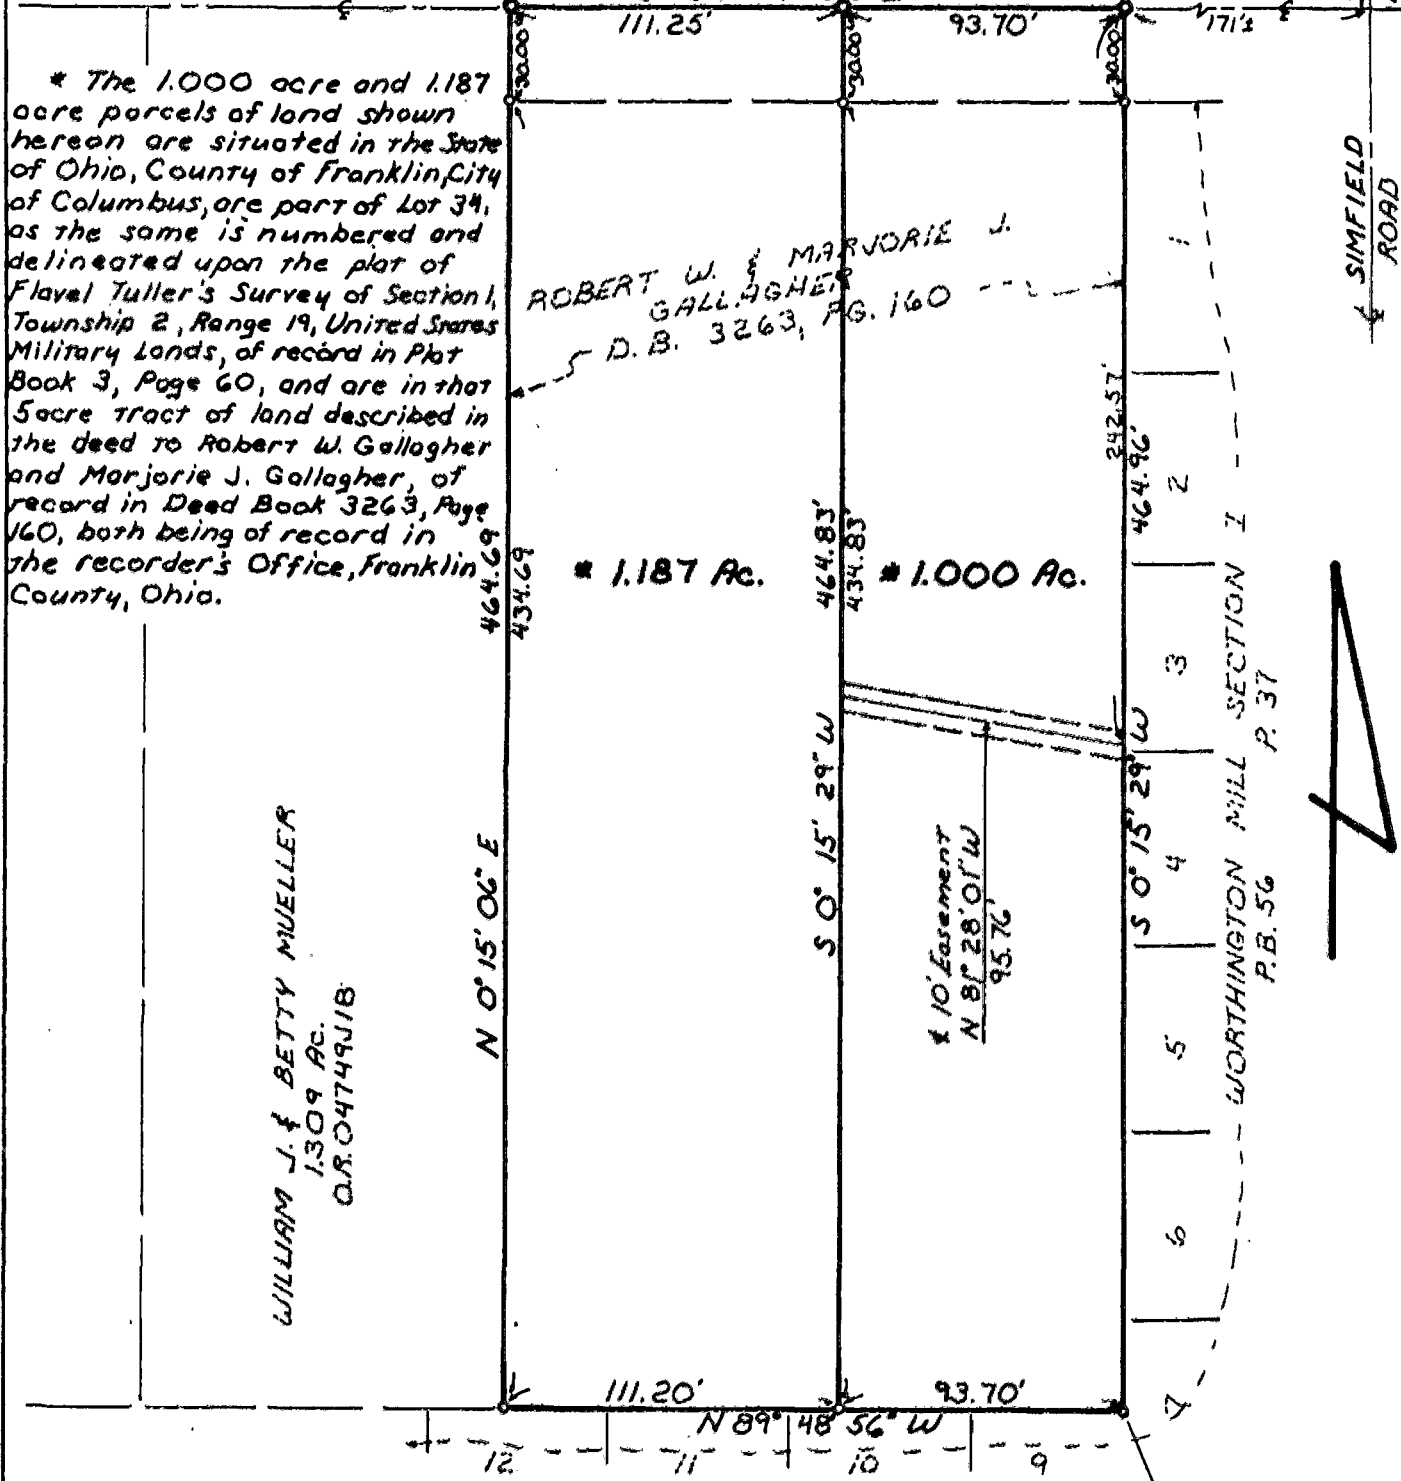 111.25'
93.70'
171'±
30.00'
30.00'
30.00'
* The 1.000 acre and 1.187
acre parcels of land shown
hereon are situated in the State
of Ohio, County of Franklin, City
of Columbus, are part of Lot 34,
as the same is numbered and
delineated upon the plat of
Flavel Tuller's Survey of Section 1,
Township 2, Range 19, United States
Military Lands, of record in Plat
Book 3, Page 60, and are in that
5 acre tract of land described in
the deed to Robert W. Gallagher
and Marjorie J. Gallagher, of
record in Deed Book 3263, Page
160, both being of record in
the recorder's Office, Franklin
County, Ohio.
ROBERT W. & MARJORIE J.
GALLAGHER
D.B. 3263, PG. 160
SIMFIELD
ROAD
1
2
3
4
5
6
7
242.57'
464.96'
464.69
434.69
464.83'
434.83'
* 1.187 Ac.
* 1.000 Ac.
WORTHINGTON MILL SECTION 1
P.B. 56 P. 37
N 0° 15' 06" E
S 0° 15' 29" W
S 0° 15' 29" W
10' Easement
N 81° 28' 01" W
95.76'
WILLIAM J. & BETTY MUELLER
1.309 Ac.
O.R. 04749J18
111.20'
93.70'
N 89° 48' 56" W
12
11
10
9